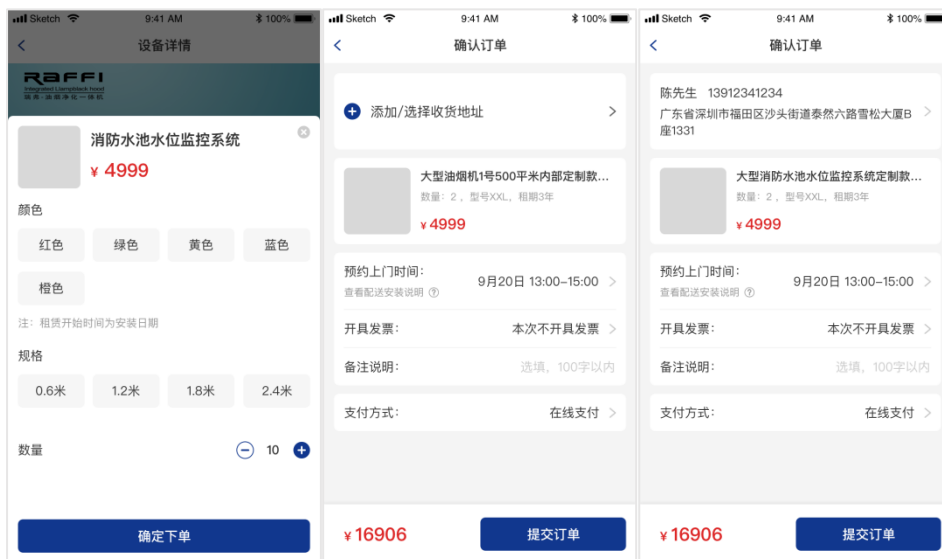 Sketch 9:41 AM 100%
设备详情
RaFFI
Integrated Lampblack hood
消防水池水位监控系统
¥ 4999
颜色
红色 绿色 黄色 蓝色
橙色
注：租赁开始时间为安装日期
规格
0.6米 1.2米 1.8米 2.4米
数量 10
确定下单
Sketch 9:41 AM 100%
确认订单
添加/选择收货地址
大型油烟机1号500平米内部定制款...
数量：2 ，型号XXL，租期3年
¥ 4999
预约上门时间： 9月20日 13:00–15:00
查看配送安装说明 ?
开具发票： 本次不开具发票
备注说明： 选填，100字以内
支付方式： 在线支付
¥ 16906 提交订单
Sketch 9:41 AM 100%
确认订单
陈先生 13912341234
广东省深圳市福田区沙头街道泰然六路雪松大厦B
座1331
大型消防水池水位监控系统定制款...
数量：2 ，型号XXL，租期3年
¥ 4999
预约上门时间： 9月20日 13:00–15:00
查看配送安装说明 ?
开具发票： 本次不开具发票
备注说明： 选填，100字以内
支付方式： 在线支付
¥ 16906 提交订单